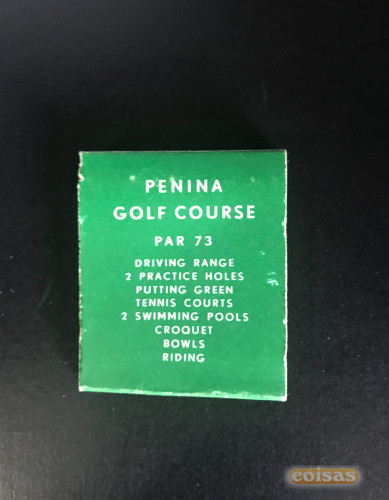 PENINA
GOLF COURSE
PAR 73
DRIVING RANGE
2 PRACTICE HOLES
PUTTING GREEN
TENNIS COURTS
2 SWIMMING POOLS
CROQUET
BOWLS
RIDING
coisas